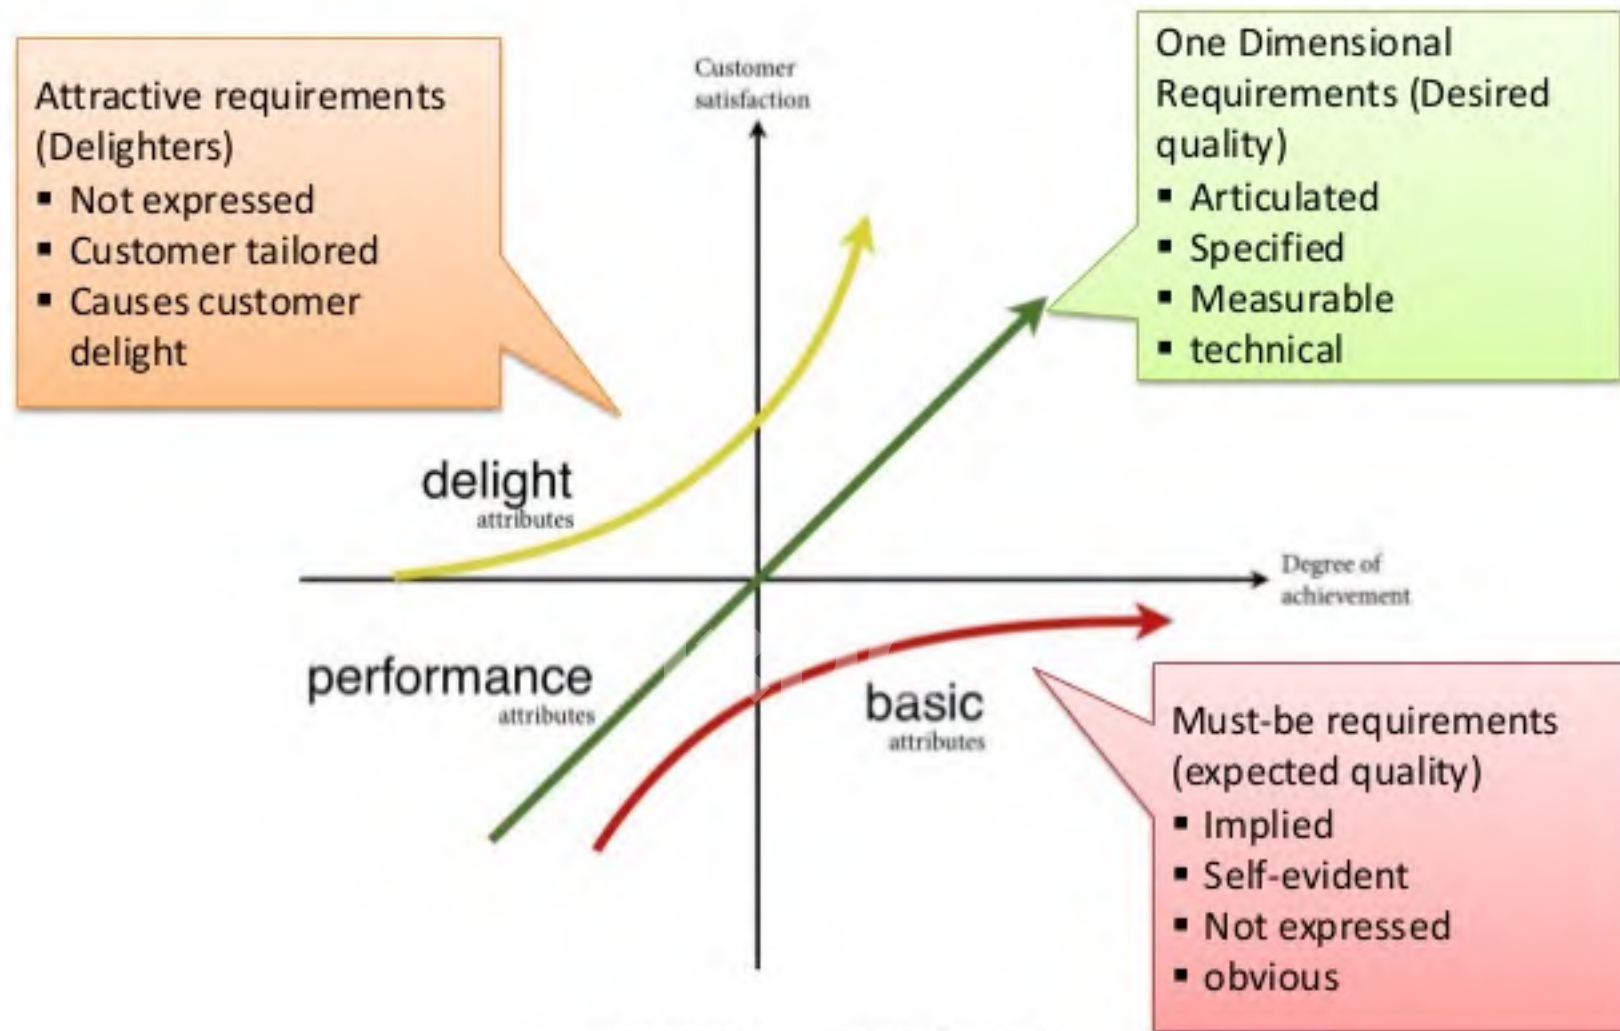 Attractive requirements
(Delighters)
▪ Not expressed
▪ Customer tailored
▪ Causes customer
delight
Customer
satisfaction
One Dimensional
Requirements (Desired
quality)
▪ Articulated
▪ Specified
▪ Measurable
▪ technical
delight
attributes
Degree of
achievement
performance
attributes
basic
attributes
Must-be requirements
(expected quality)
▪ Implied
▪ Self-evident
▪ Not expressed
▪ obvious